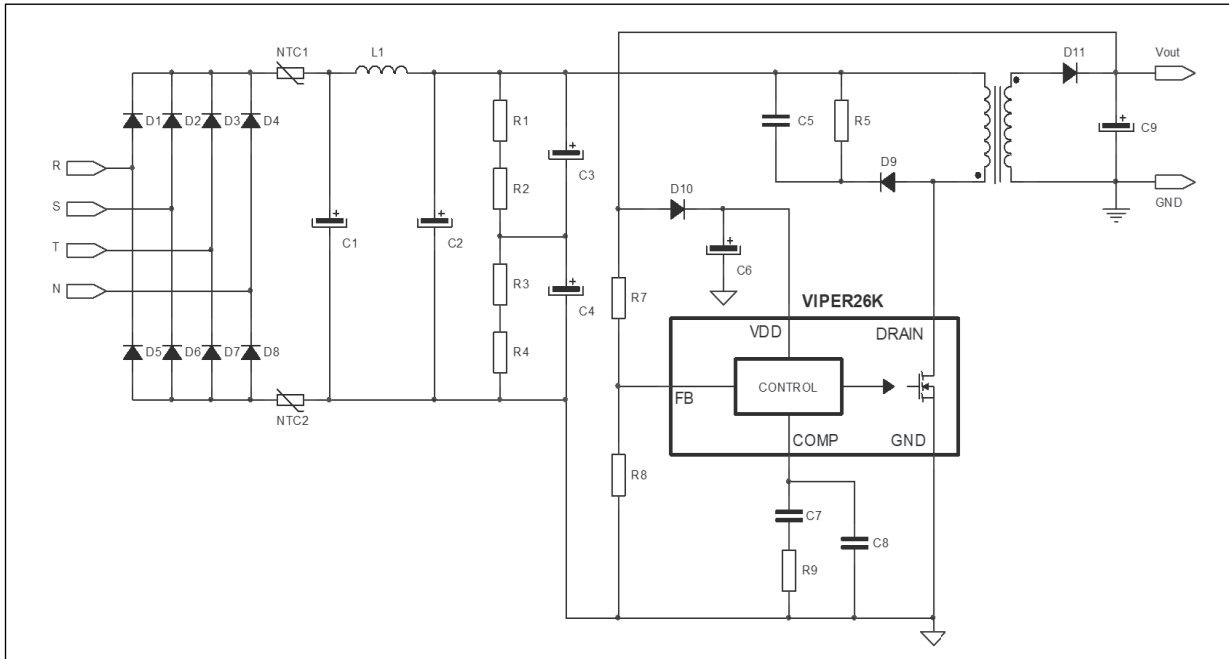 NTC1
L1
D11
Vout
D1
D2
D3
D4
R1
C5
R5
C9
R
C3
D9
R2
S
D10
GND
C1
C2
T
C6
R3
N
R7
C4
VIPER26K
VDD
DRAIN
D5
D6
D7
D8
R4
CONTROL
FB
NTC2
COMP
GND
R8
C7
C8
R9